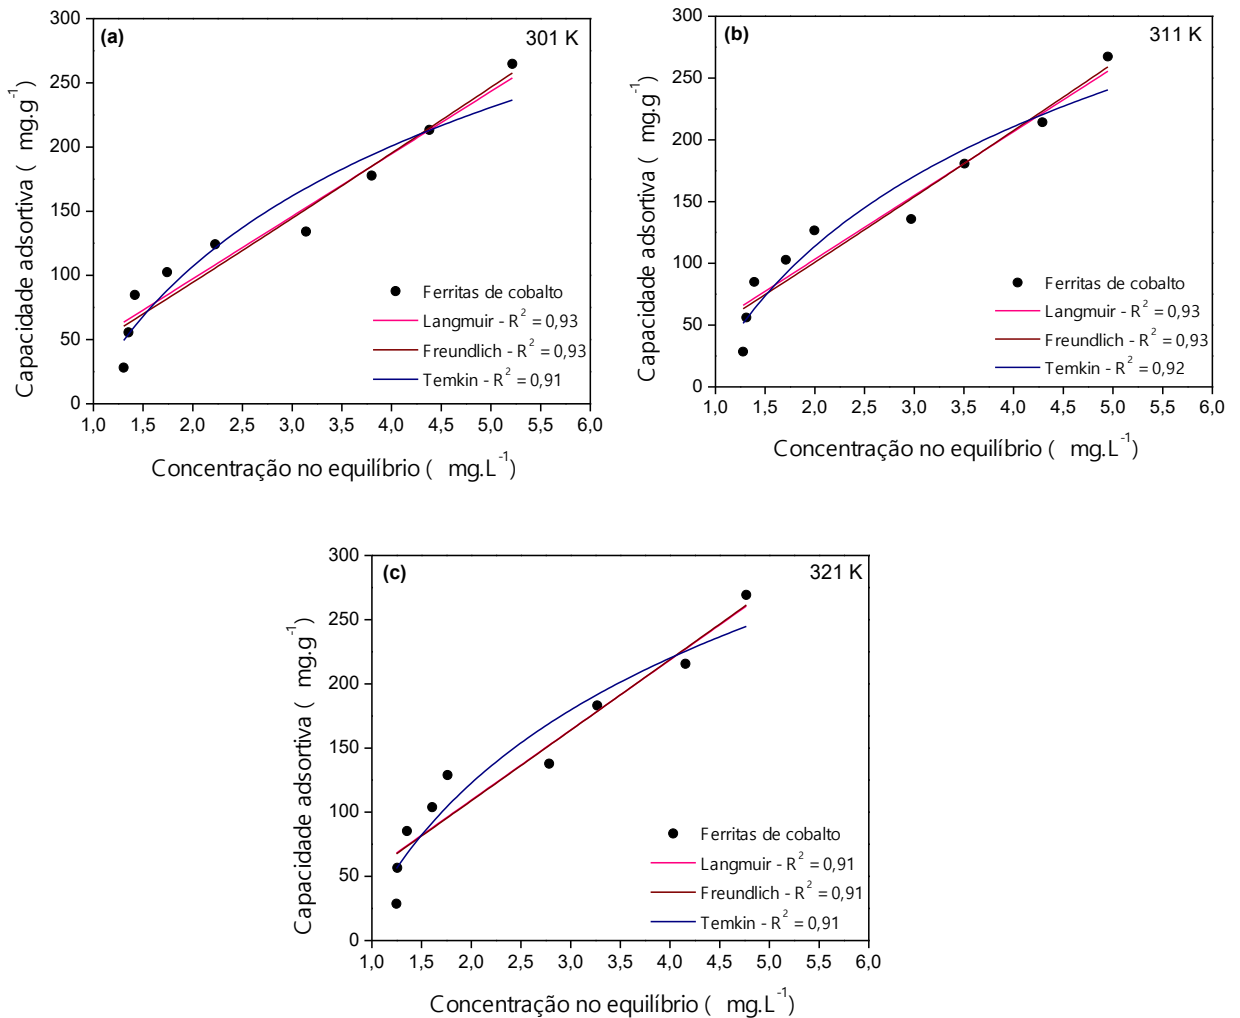 (a)
301 K
Capacidade adsortiva ( mg.g⁻¹)
300
250
200
150
100
50
0
Ferritas de cobalto
Langmuir - R² = 0,93
Freundlich - R² = 0,93
Temkin - R² = 0,91
1,0 1,5 2,0 2,5 3,0 3,5 4,0 4,5 5,0 5,5 6,0
Concentração no equilíbrio ( mg.L⁻¹)
(b)
311 K
Capacidade adsortiva ( mg.g⁻¹)
300
250
200
150
100
50
0
Ferritas de cobalto
Langmuir - R² = 0,93
Freundlich - R² = 0,93
Temkin - R² = 0,92
1,0 1,5 2,0 2,5 3,0 3,5 4,0 4,5 5,0 5,5 6,0
Concentração no equilíbrio ( mg.L⁻¹)
(c)
321 K
Capacidade adsortiva ( mg.g⁻¹)
300
250
200
150
100
50
0
Ferritas de cobalto
Langmuir - R² = 0,91
Freundlich - R² = 0,91
Temkin - R² = 0,91
1,0 1,5 2,0 2,5 3,0 3,5 4,0 4,5 5,0 5,5 6,0
Concentração no equilíbrio ( mg.L⁻¹)